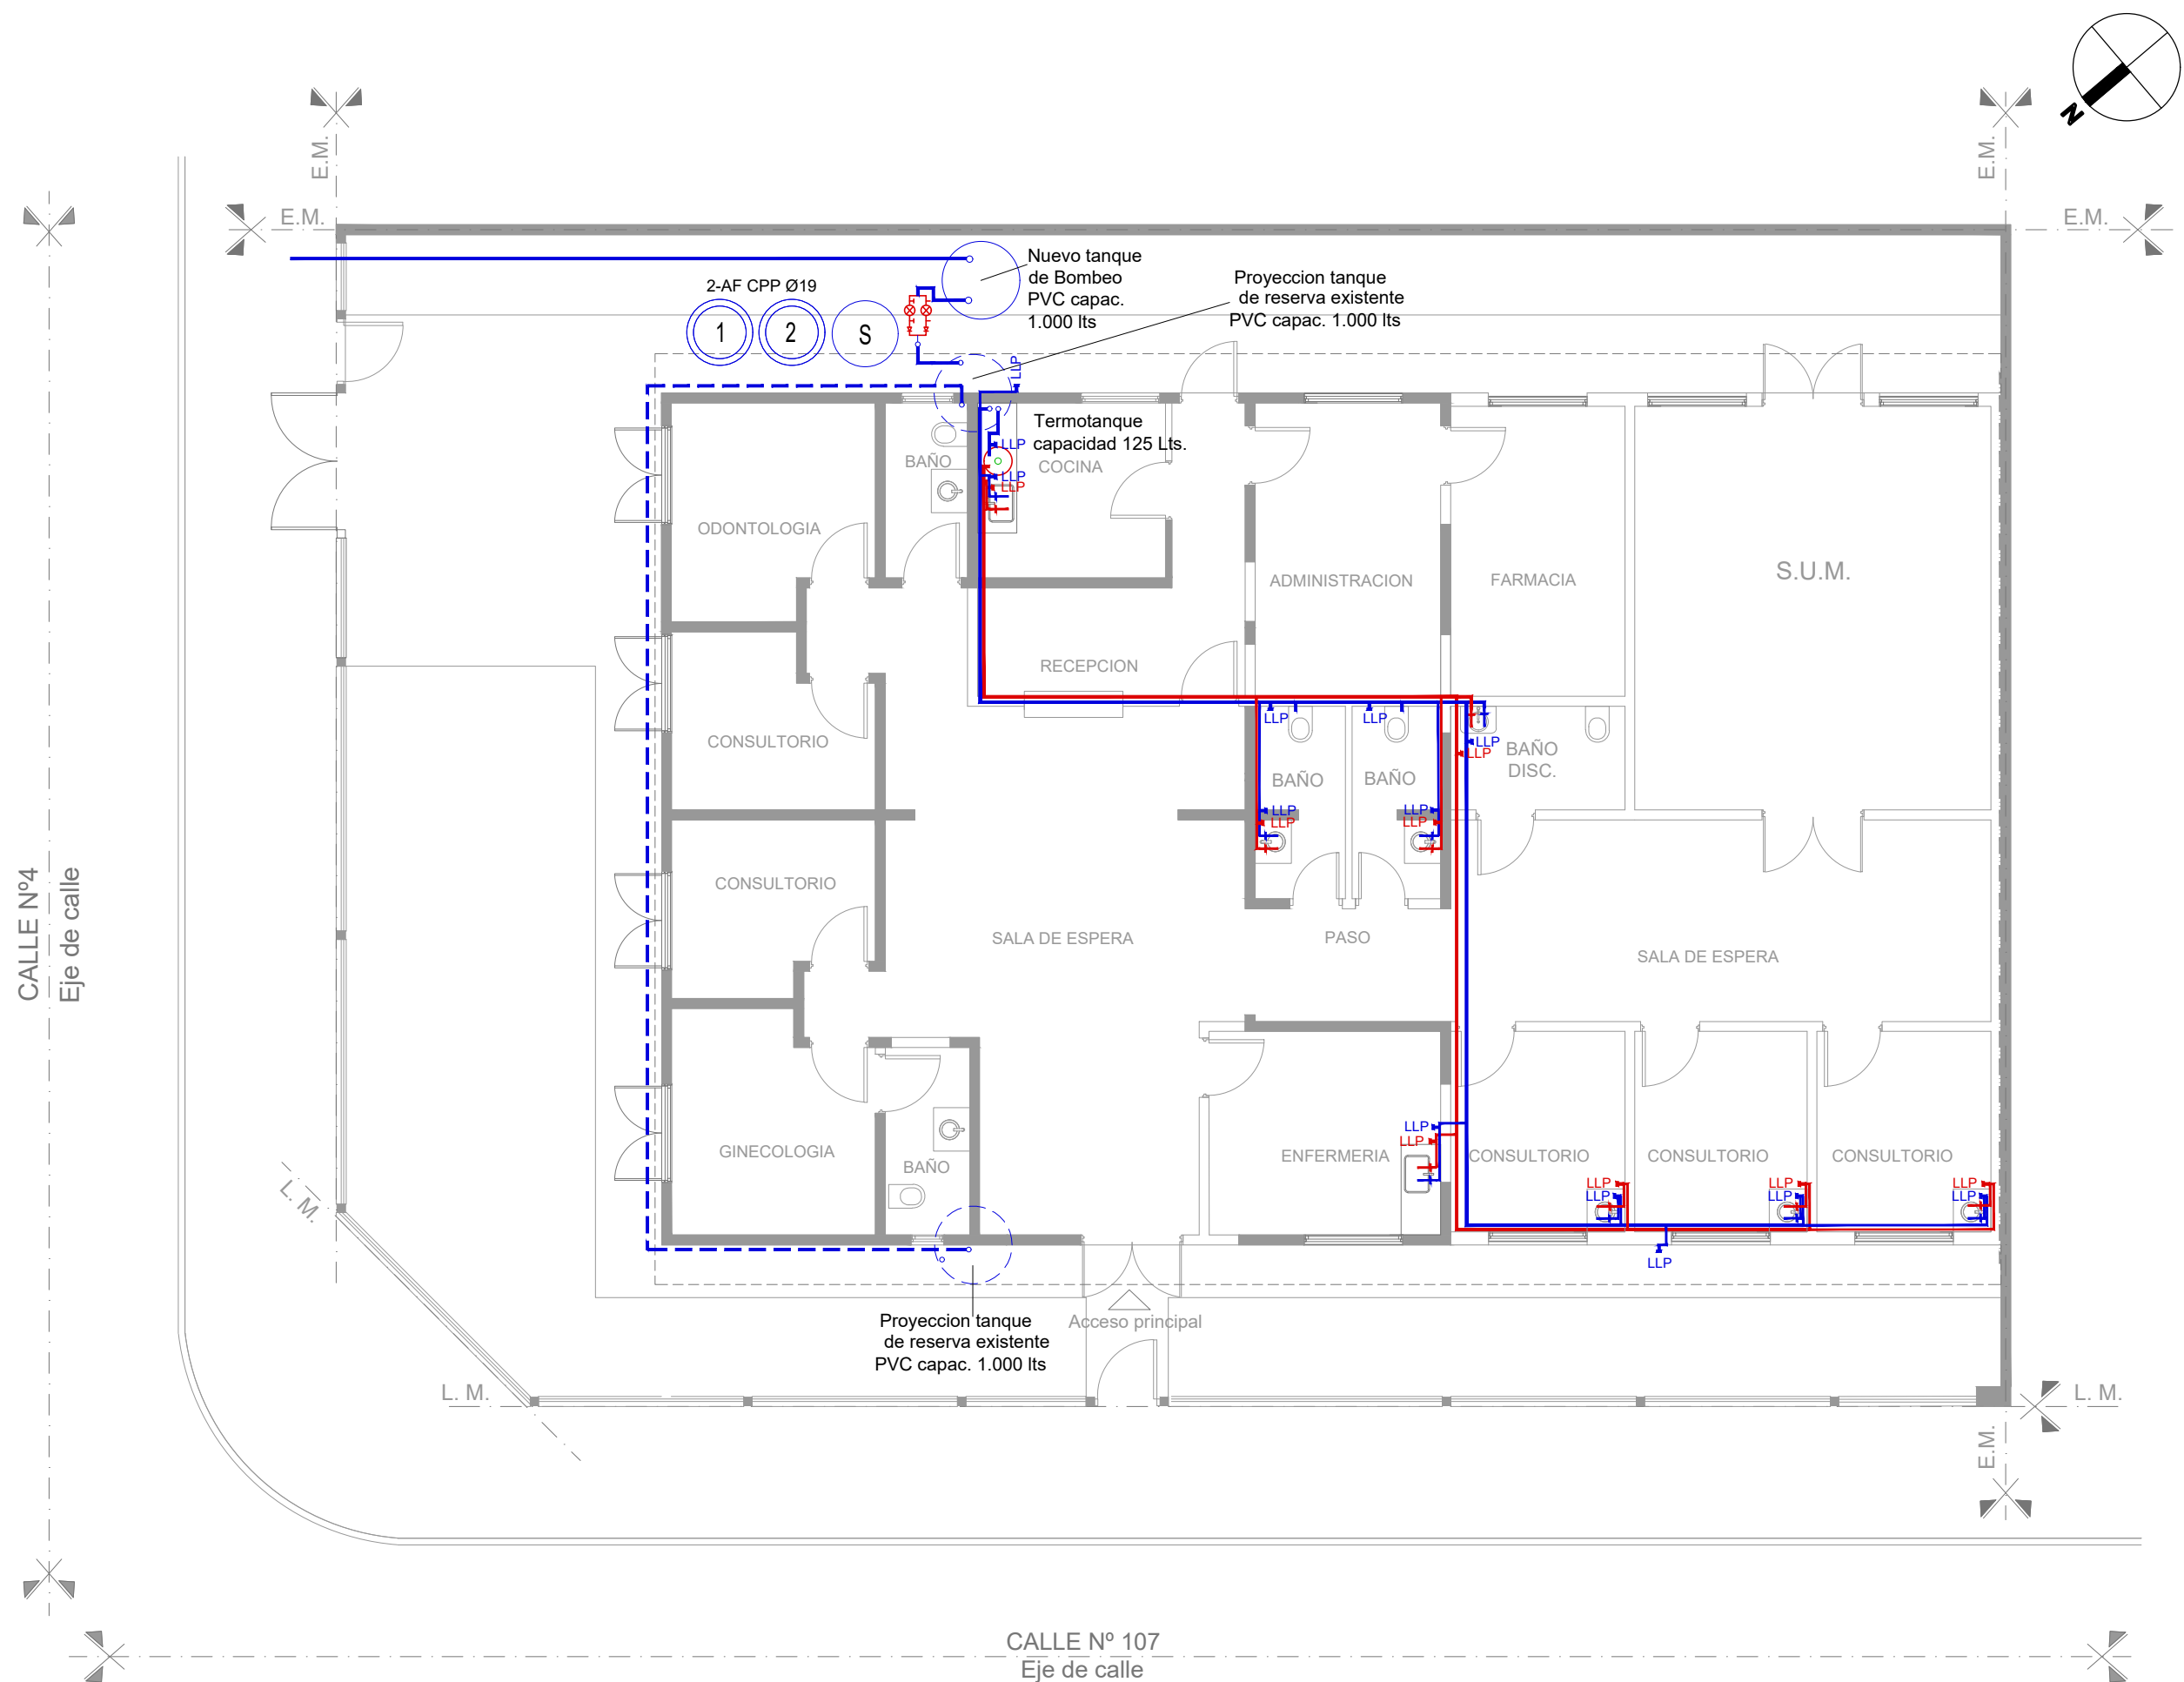 N
E.M.
E.M.
E.M.
E.M.
Nuevo tanque
de Bombeo
PVC capac.
1.000 lts
Proyeccion tanque
de reserva existente
PVC capac. 1.000 lts
2-AF CPP Ø19
1
2
S
LLP
Termotanque
capacidad 125 Lts.
LLP
BAÑO
COCINA
LLP
LLP
ODONTOLOGIA
ADMINISTRACION
FARMACIA
S.U.M.
RECEPCION
LLP
LLP
CONSULTORIO
LLP
LLP
BAÑO
DISC.
BAÑO
BAÑO
LLP
LLP
LLP
LLP
CONSULTORIO
SALA DE ESPERA
PASO
SALA DE ESPERA
CALLE Nº4
Eje de calle
LLP
LLP
GINECOLOGIA
BAÑO
ENFERMERIA
CONSULTORIO
CONSULTORIO
CONSULTORIO
LLP
LLP
LLP
LLP
LLP
LLP
L. M.
LLP
Proyeccion tanque
de reserva existente
PVC capac. 1.000 lts
Acceso principal
L. M.
L. M.
E.M.
CALLE Nº 107
Eje de calle